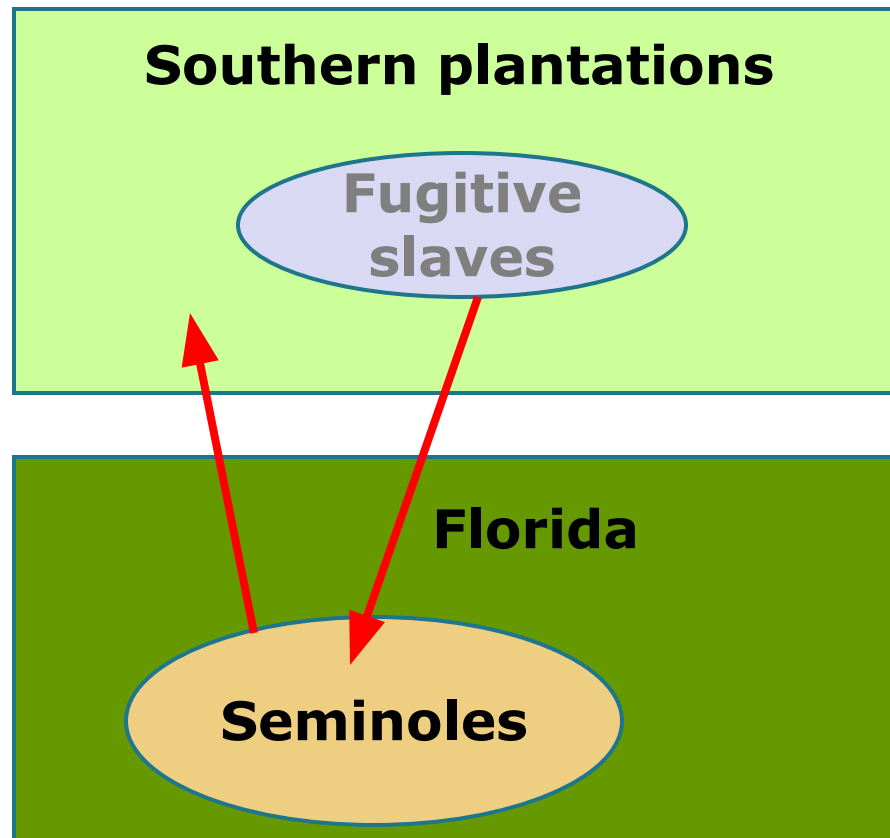 Southern plantations
Fugitive
slaves
Florida
Seminoles